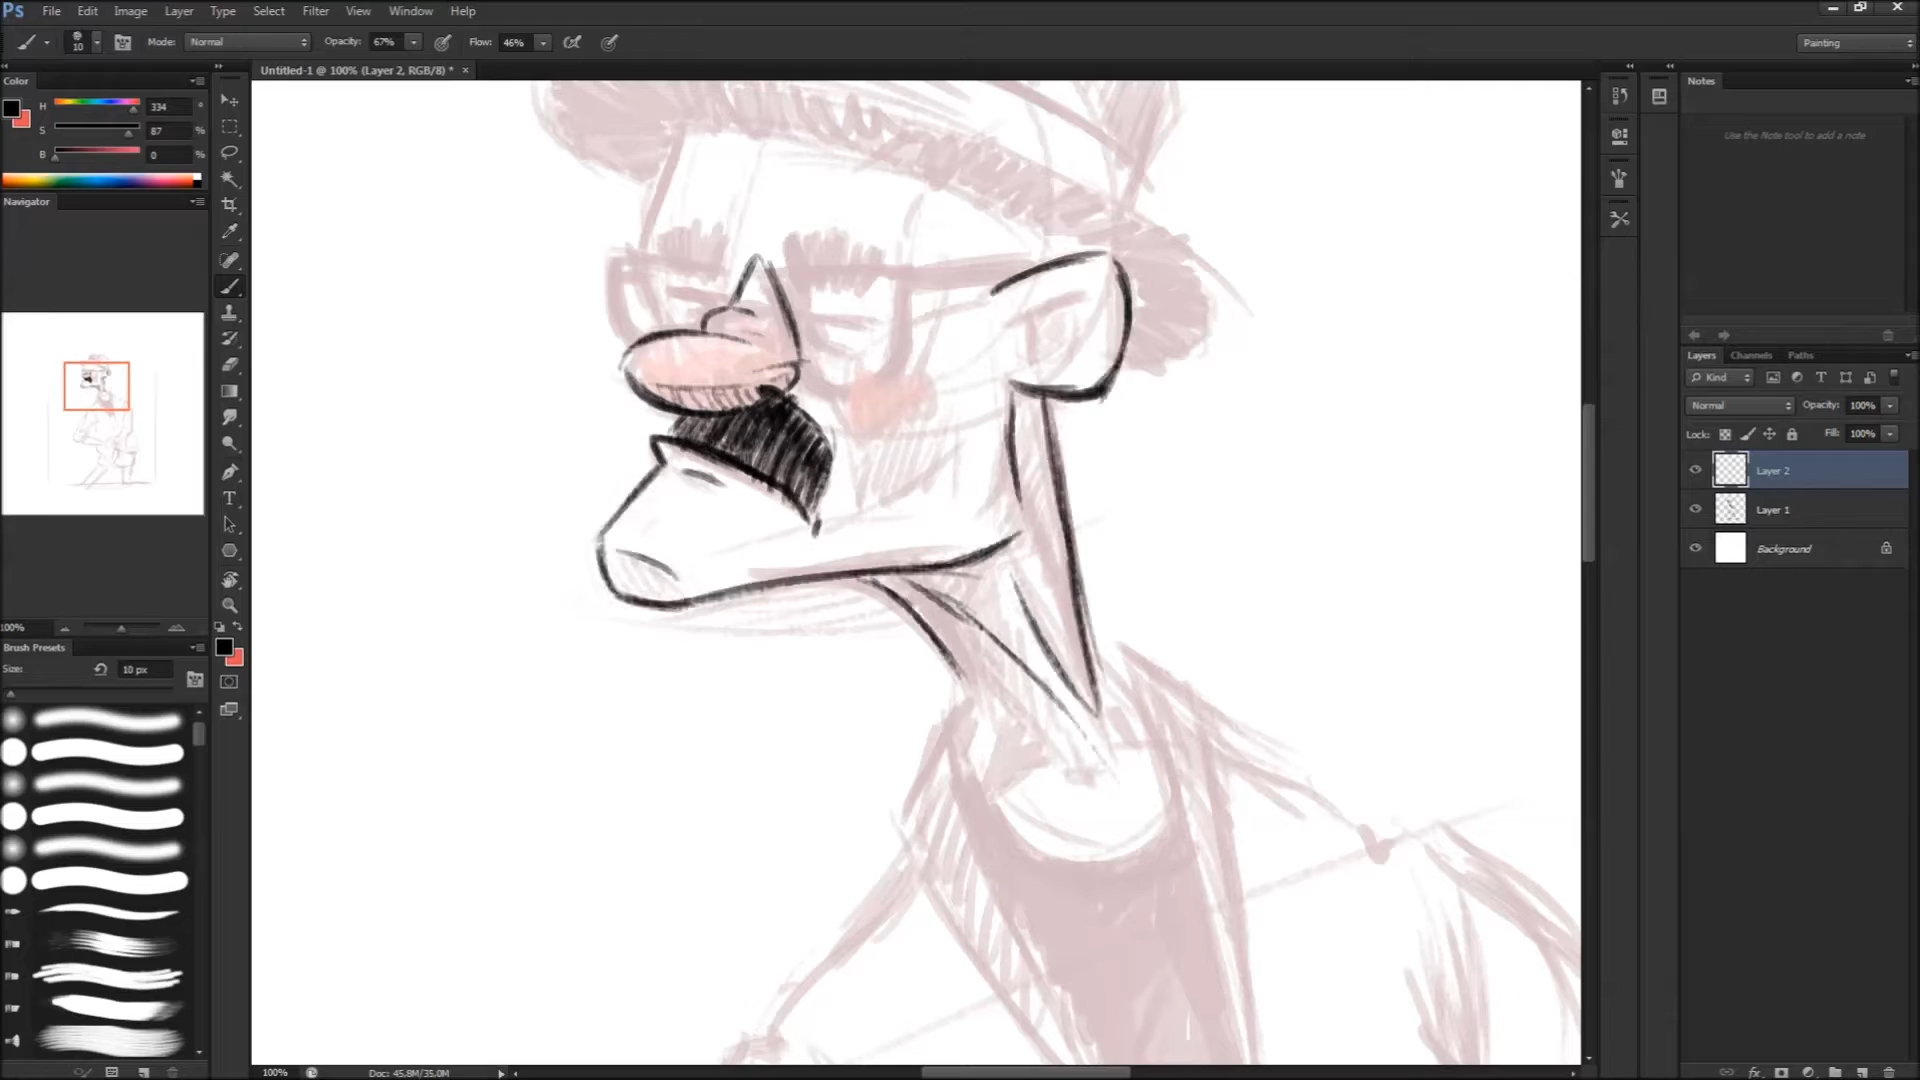 Ps File Edit Image Layer Type Select Filter View Window Help
10 Mode: Normal Opacity: 67% Flow: 46% Painting
Color
Untitled-1 @ 100% (Layer 2, RGB/8) * ×
Notes
H 334 °
S 87 %
B 0 %
Use the Note tool to add a note
Navigator
Layers Channels Paths
Kind
Normal Opacity: 100%
Lock: Fill: 100%
Layer 2
Layer 1
Background
100%
Brush Presets
Size: 10 px
100% Doc: 45.8M/35.0M